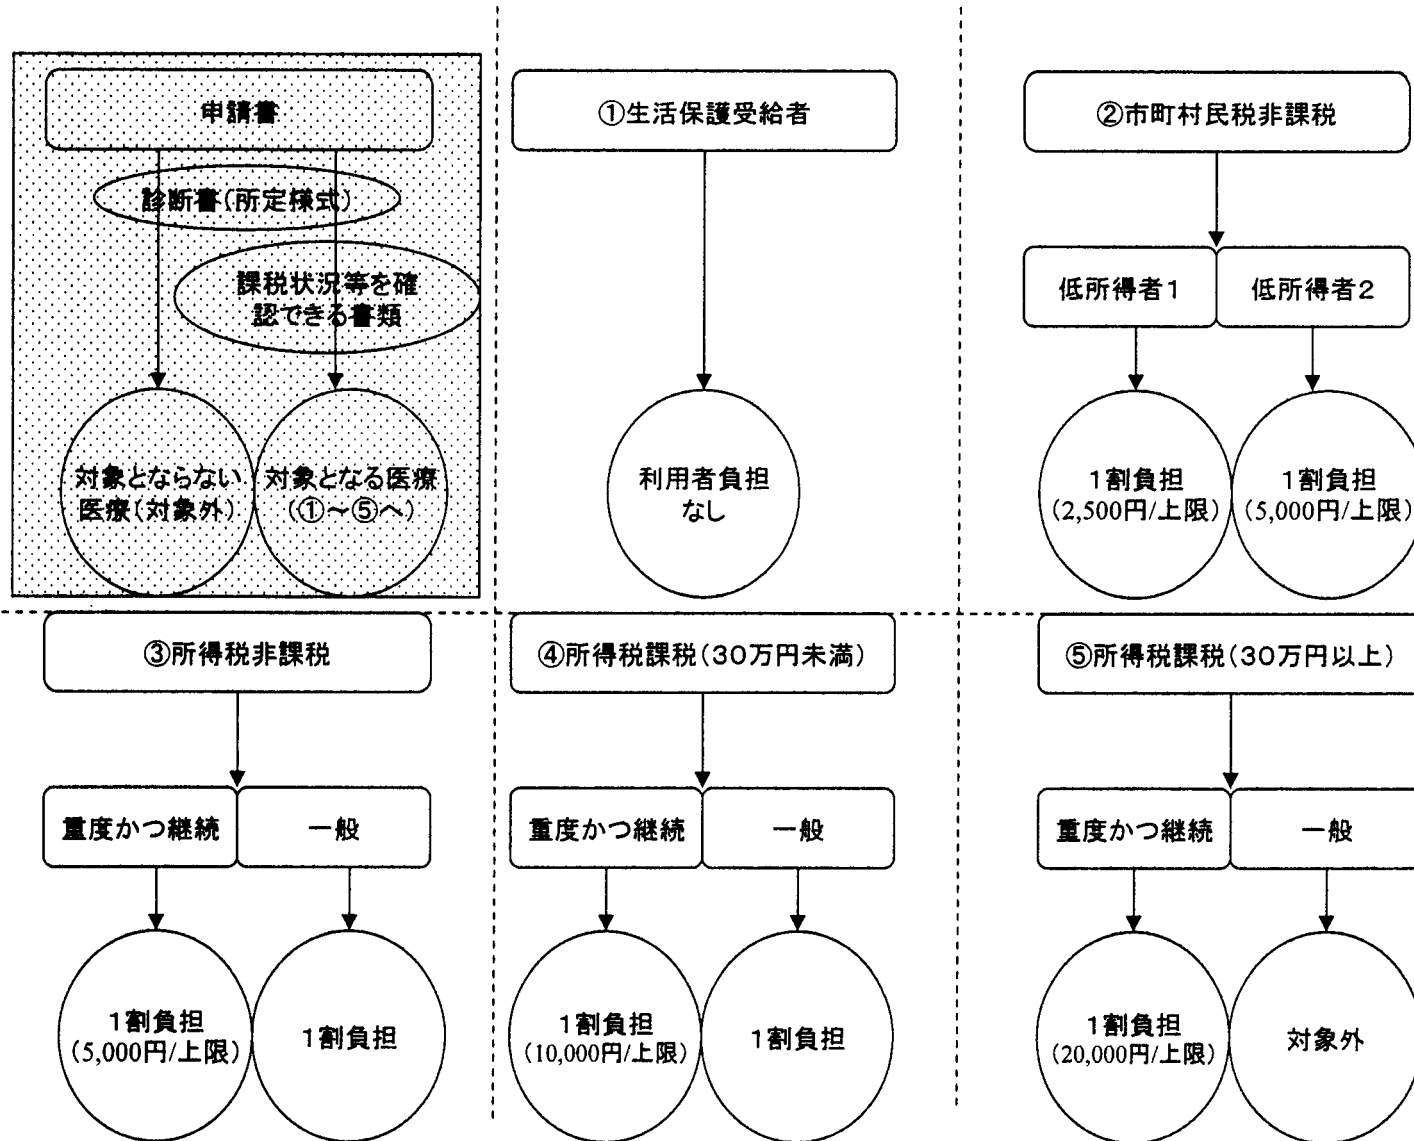 申請書
診断書(所定様式)
課税状況等を確
認できる書類
対象とならない
医療(対象外)
対象となる医療
(①～⑤へ)
①生活保護受給者
利用者負担
なし
②市町村民税非課税
低所得者1
低所得者2
1割負担
(2,500円/上限)
1割負担
(5,000円/上限)
③所得税非課税
重度かつ継続
一般
1割負担
(5,000円/上限)
1割負担
④所得税課税(30万円未満)
重度かつ継続
一般
1割負担
(10,000円/上限)
1割負担
⑤所得税課税(30万円以上)
重度かつ継続
一般
1割負担
(20,000円/上限)
対象外